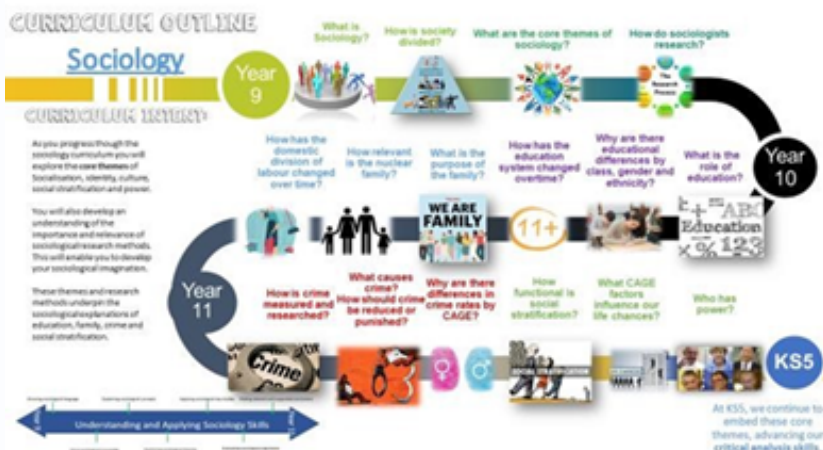 CURRICULUM OUTLINE
Sociology
CURRICULUM INTENT:
As you progress though the
sociology curriculum you will
explore the core themes of
Socialisation, identity, culture,
social stratification and power.
You will also develop an
understanding of the
importance and relevance of
sociological research methods.
This will enable you to develop
your sociological imagination.
These themes and research
methods underpin the
sociological explanations of
education, family, crime and
social stratification.
Year
9
What is
Sociology?
How is society
divided?
What are the core themes of
sociology?
How do sociologists
research?
The
Research
Process
Year
10
How has the
domestic
division of
labour changed
over time?
How relevant
is the nuclear
family?
What is the
purpose of
the family?
How has the
education
system changed
overtime?
Why are there
educational
differences by
class, gender and
ethnicity?
What is the
role of
education?
WE ARE
FAMILY
11+
ABC
Education
123
Year
11
How is crime
measured and
researched?
What causes
crime?
How should crime
be reduced or
punished?
Why are there
differences in
crime rates by
CAGE?
How
functional is
social
stratification?
What CAGE
factors
influence our
life chances?
Who has
power?
Crime
SOCIAL STRATIFICATION
KS5
At KS5, we continue to
embed these core
themes, advancing our
critical analysis skills
Understanding and Applying Sociology Skills